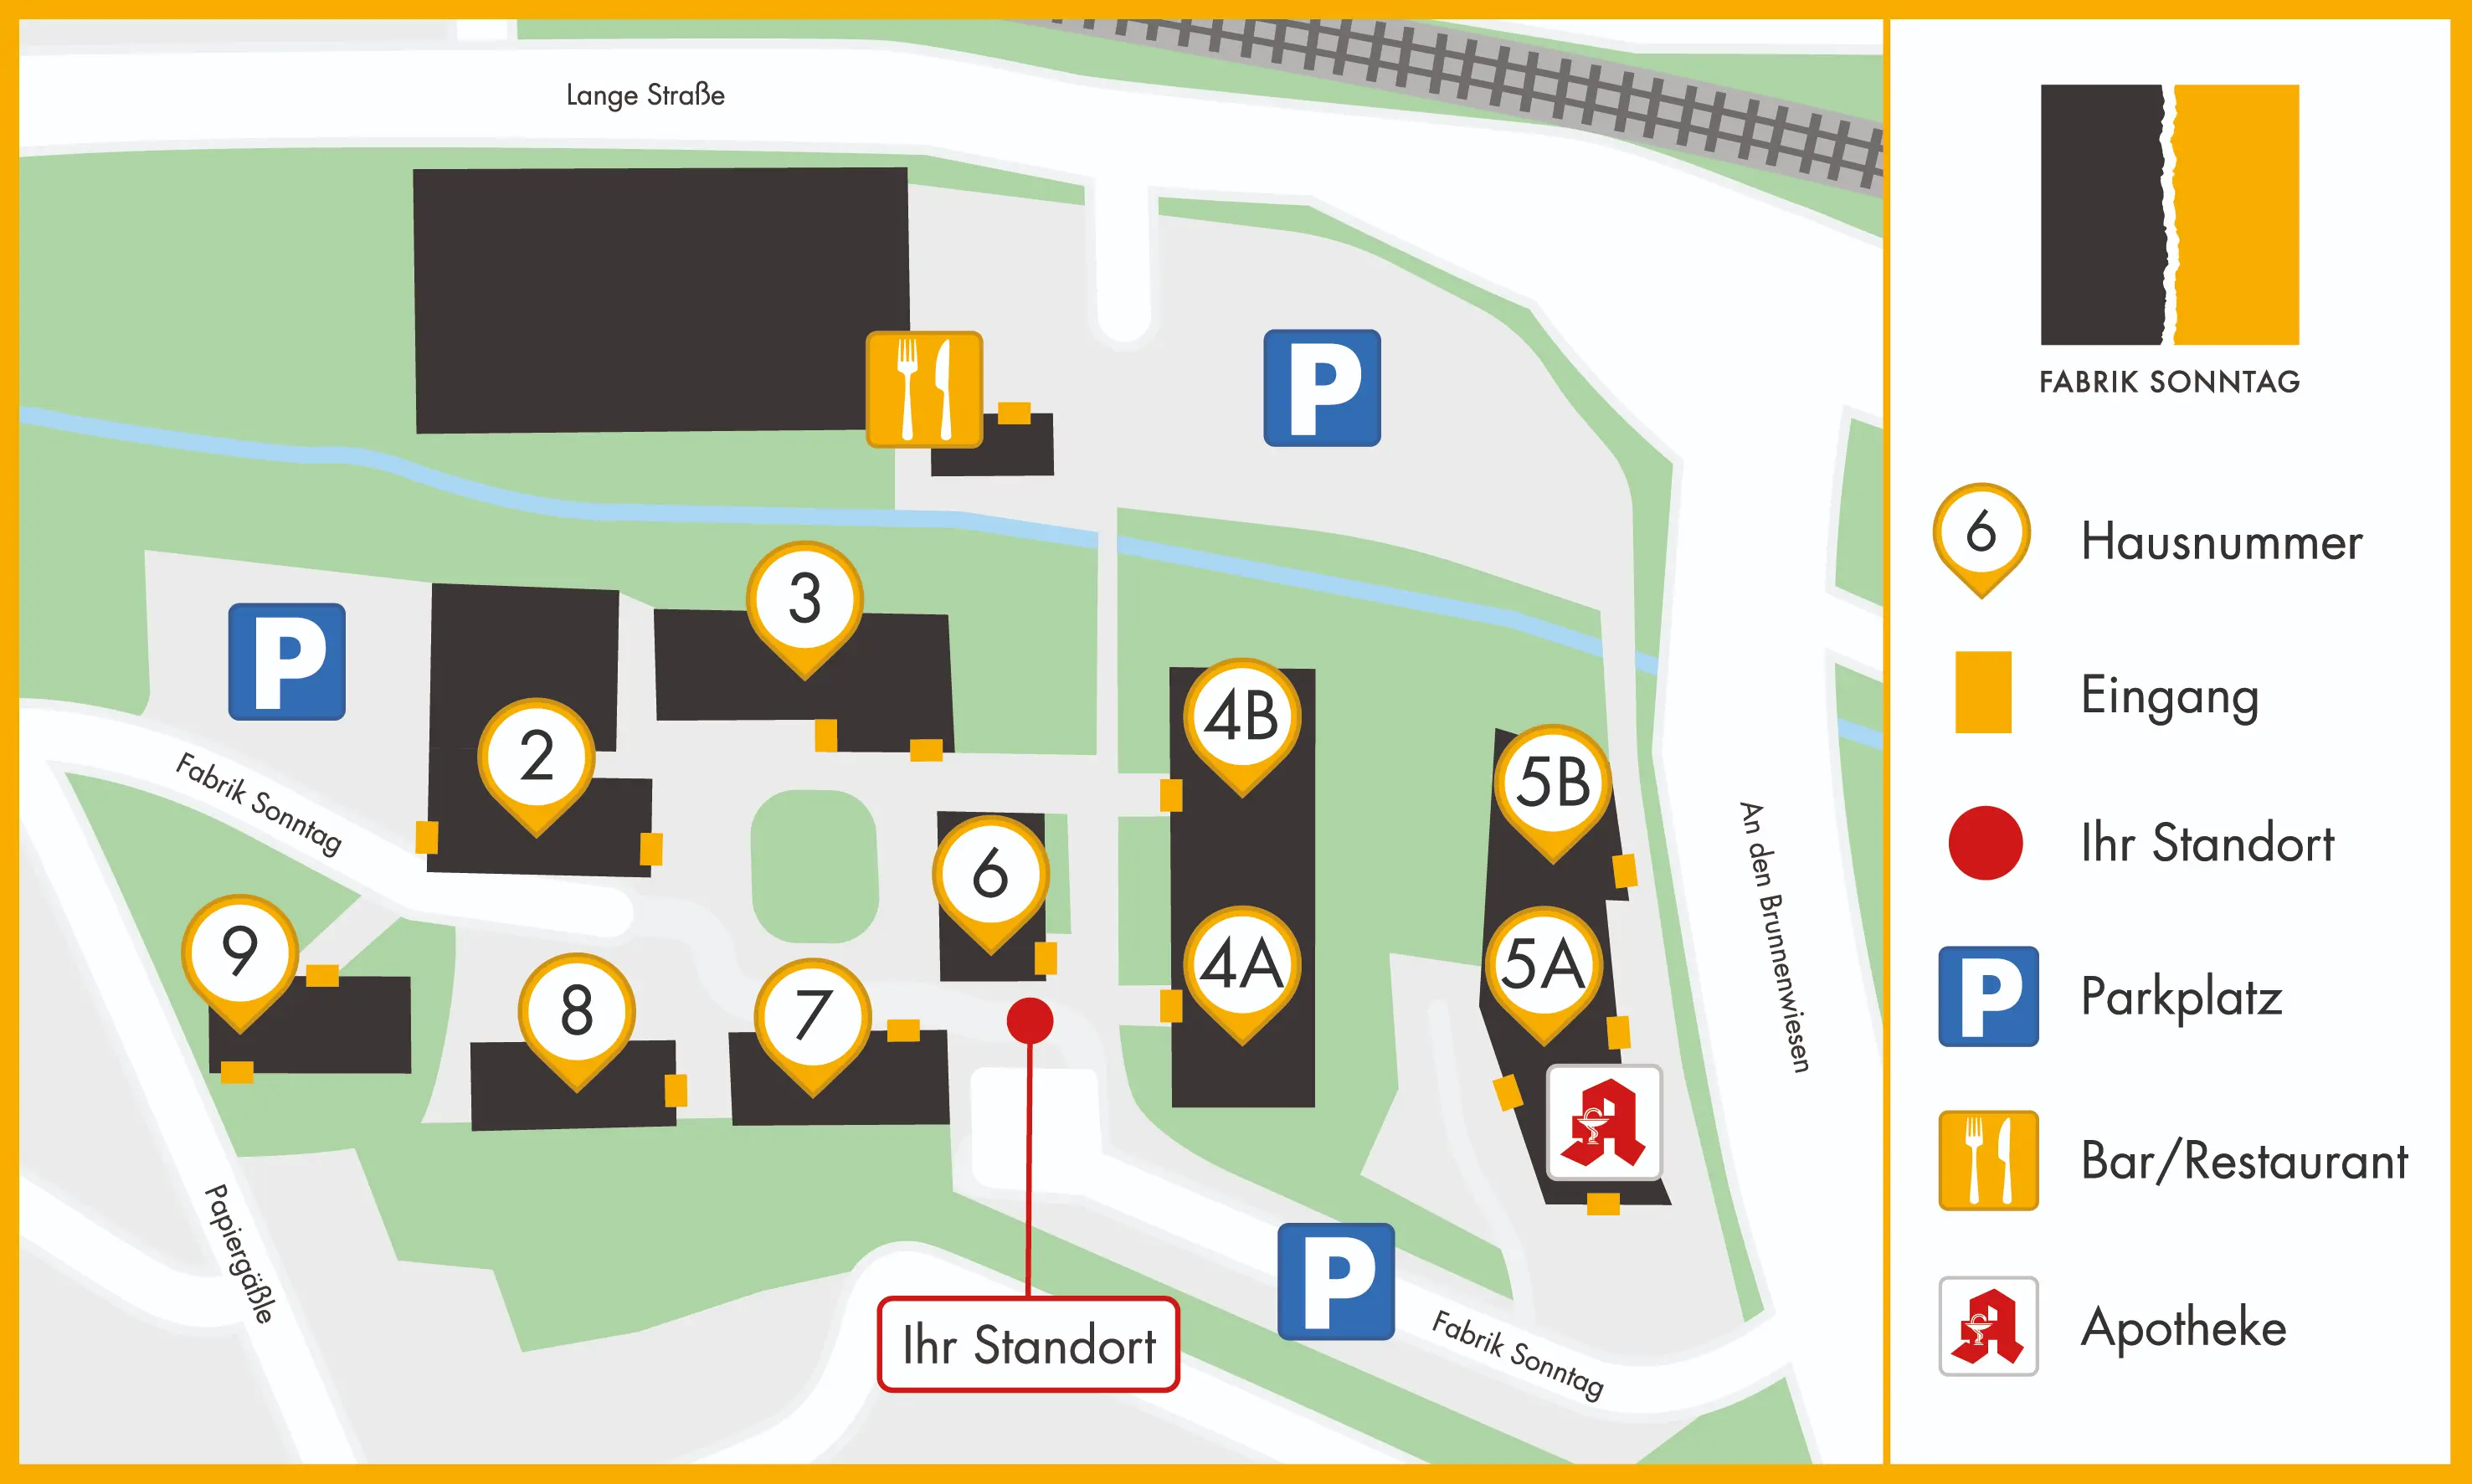 Lange Straße
P
3
P
4B
2
5B
Fabrik Sonntag
6
An den Brunnenwiesen
9
4A
5A
8
7
Papiergäßle
P
Ihr Standort
Fabrik Sonntag
FABRIK SONNTAG
6 Hausnummer
Eingang
Ihr Standort
P Parkplatz
Bar/Restaurant
Apotheke